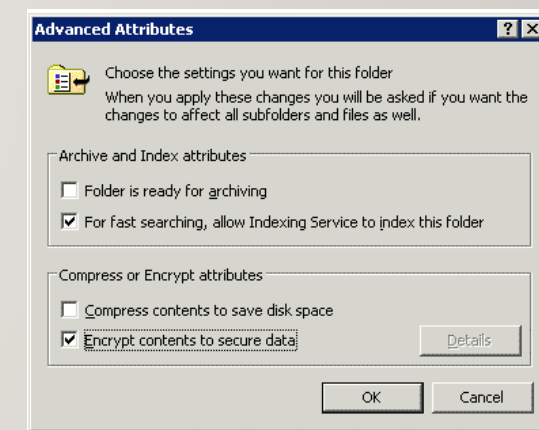 Advanced Attributes
Choose the settings you want for this folder
When you apply these changes you will be asked if you want the
changes to affect all subfolders and files as well.
Archive and Index attributes
Folder is ready for archiving
For fast searching, allow Indexing Service to index this folder
Compress or Encrypt attributes
Compress contents to save disk space
Encrypt contents to secure data
Details
OK
Cancel